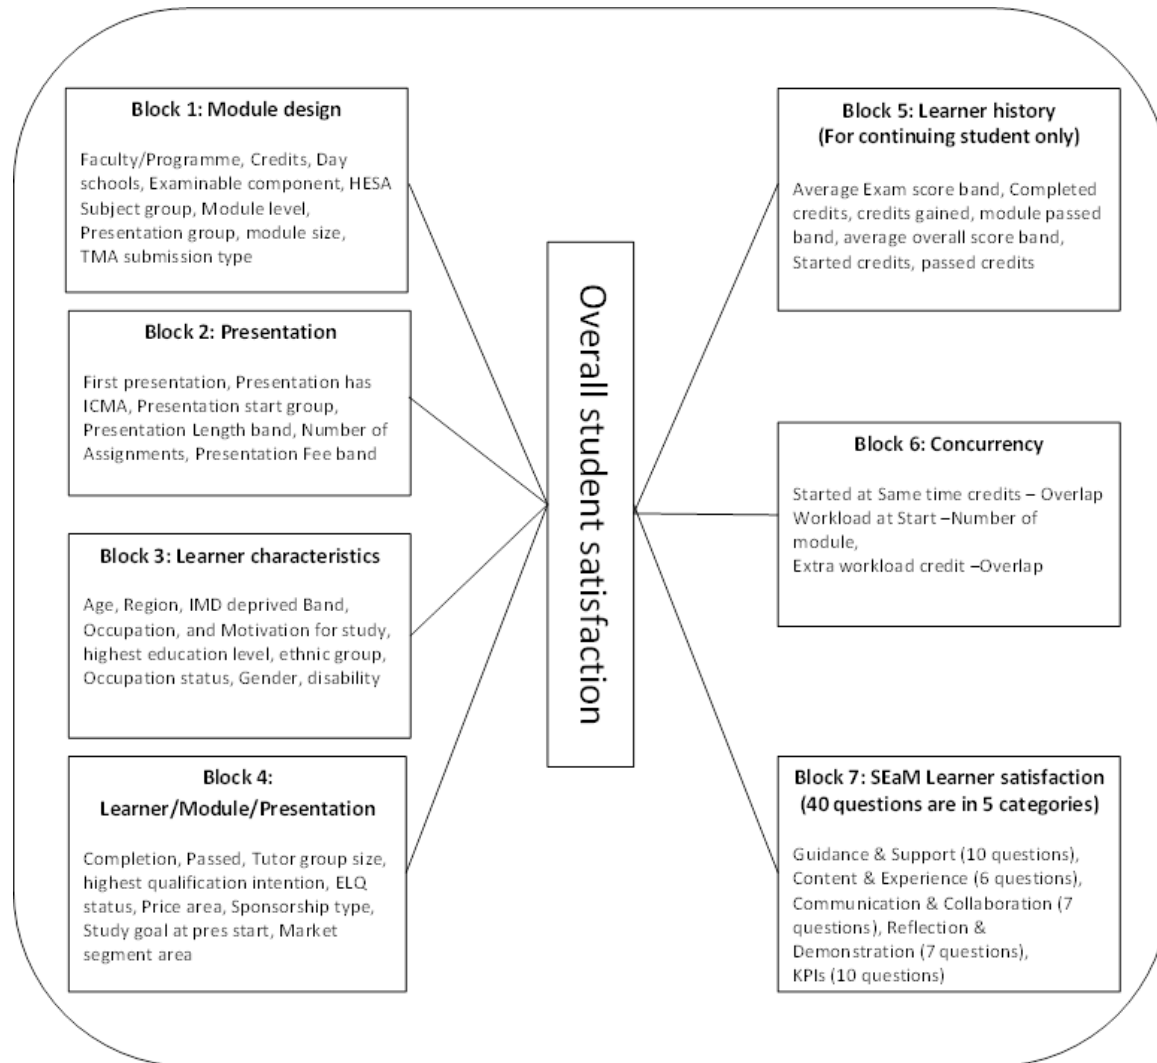 Block 1: Module design
Faculty/Programme, Credits, Day
schools, Examinable component, HESA
Subject group, Module level,
Presentation group, module size,
TMA submission type
Block 2: Presentation
First presentation, Presentation has
ICMA, Presentation start group,
Presentation Length band, Number of
Assignments, Presentation Fee band
Block 3: Learner characteristics
Age, Region, IMD deprived Band,
Occupation, and Motivation for study,
highest education level, ethnic group,
Occupation status, Gender, disability
Block 4:
Learner/Module/Presentation
Completion, Passed, Tutor group size,
highest qualification intention, ELQ
status, Price area, Sponsorship type,
Study goal at pres start, Market
segment area
Overall student satisfaction
Block 5: Learner history
(For continuing student only)
Average Exam score band, Completed
credits, credits gained, module passed
band, average overall score band,
Started credits, passed credits
Block 6: Concurrency
Started at Same time credits – Overlap
Workload at Start –Number of
module,
Extra workload credit –Overlap
Block 7: SEaM Learner satisfaction
(40 questions are in 5 categories)
Guidance & Support (10 questions),
Content & Experience (6 questions),
Communication & Collaboration (7
questions), Reflection &
Demonstration (7 questions),
KPIs (10 questions)